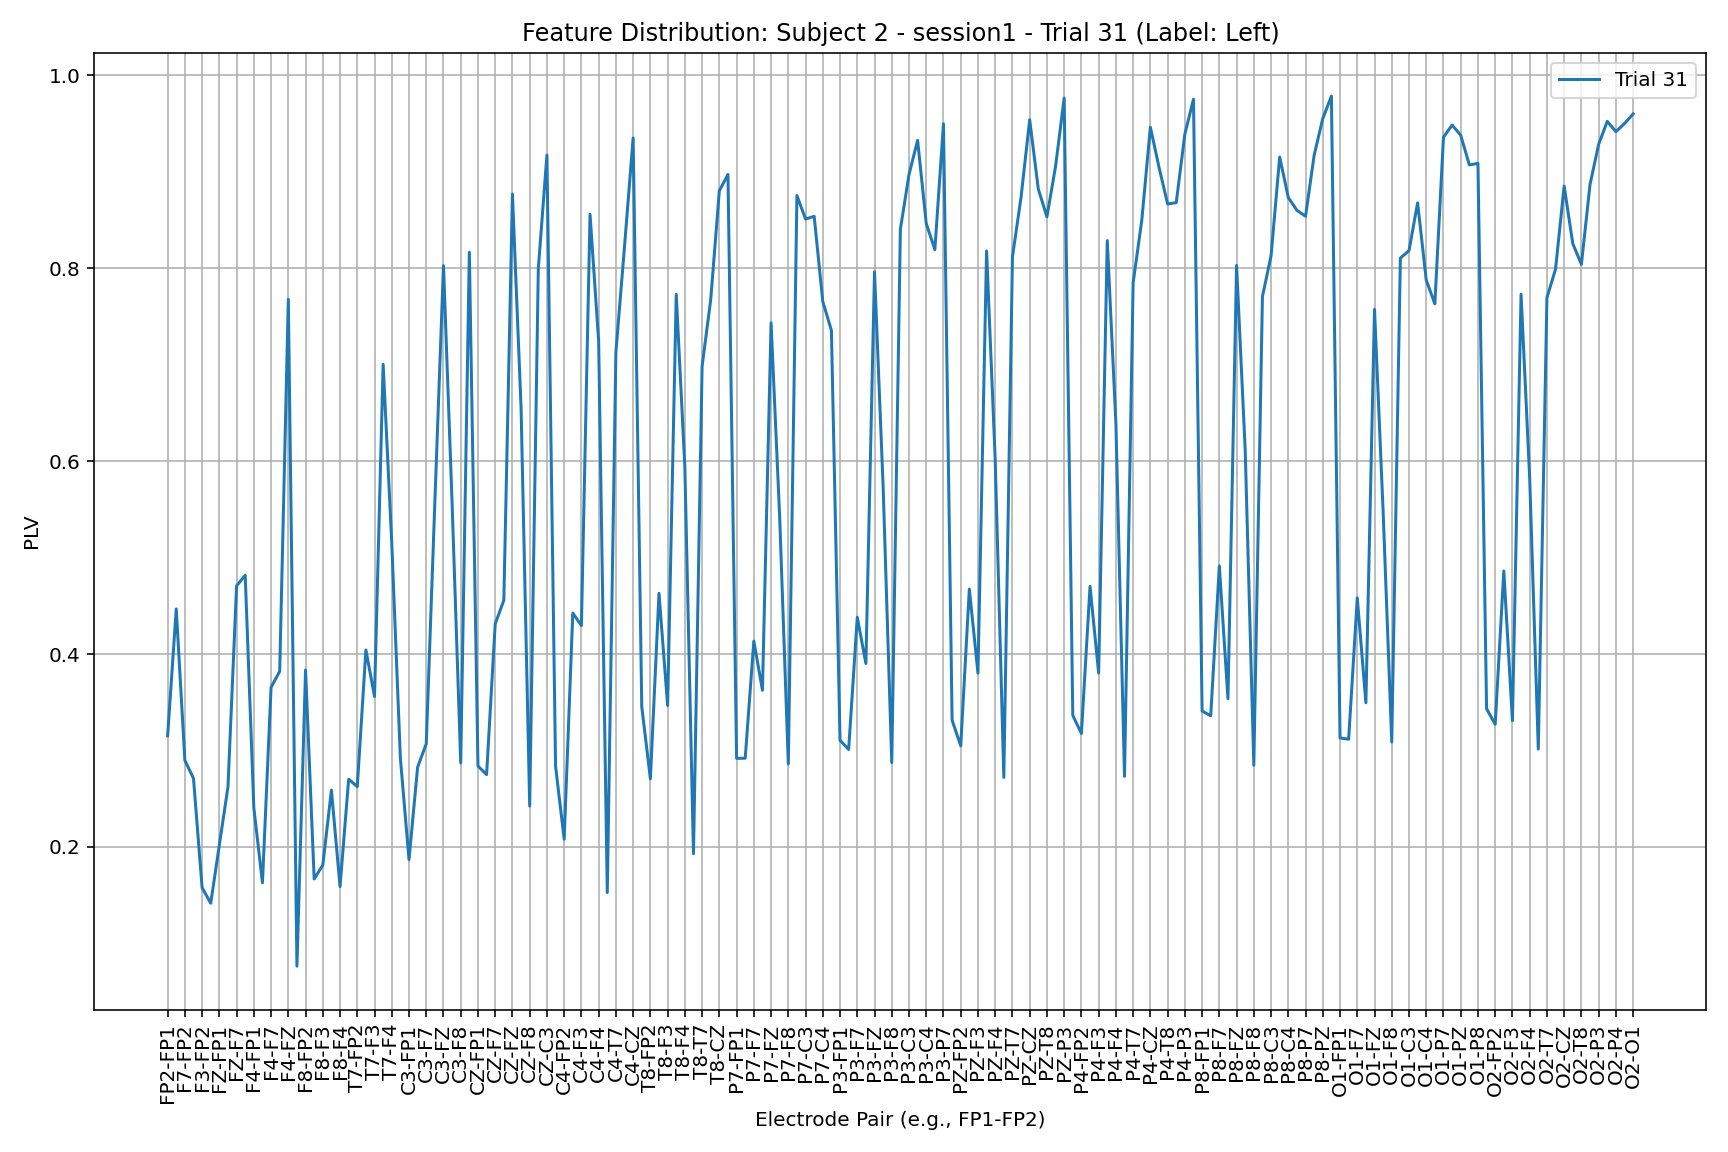 Feature Distribution: Subject 2 - session1 - Trial 31 (Label: Left)
Trial 31
1.0
0.8
0.6
0.4
0.2
PLV
FP2-FP1
F7-FP2
F3-FP2
FZ-FP1
FZ-F7
F4-FP1
F4-F7
F4-FZ
F8-FP2
F8-F3
F8-F4
T7-FP2
T7-F3
T7-F4
C3-FP1
C3-F7
C3-FZ
C3-F8
CZ-FP1
CZ-F7
CZ-FZ
CZ-F8
CZ-C3
C4-FP2
C4-F3
C4-F4
C4-T7
C4-CZ
T8-FP2
T8-F3
T8-F4
T8-T7
T8-CZ
P7-FP1
P7-F7
P7-FZ
P7-F8
P7-C3
P7-C4
P3-FP1
P3-F7
P3-FZ
P3-F8
P3-C3
P3-C4
P3-P7
PZ-FP2
PZ-F3
PZ-F4
PZ-T7
PZ-CZ
PZ-T8
PZ-P3
P4-FP2
P4-F3
P4-F4
P4-T7
P4-CZ
P4-T8
P4-P3
P8-FP1
P8-F7
P8-FZ
P8-F8
P8-C3
P8-C4
P8-P7
P8-PZ
O1-FP1
O1-F7
O1-FZ
O1-F8
O1-C3
O1-C4
O1-P7
O1-PZ
O1-P8
O2-FP2
O2-F3
O2-F4
O2-T7
O2-CZ
O2-T8
O2-P3
O2-P4
O2-O1
Electrode Pair (e.g., FP1-FP2)